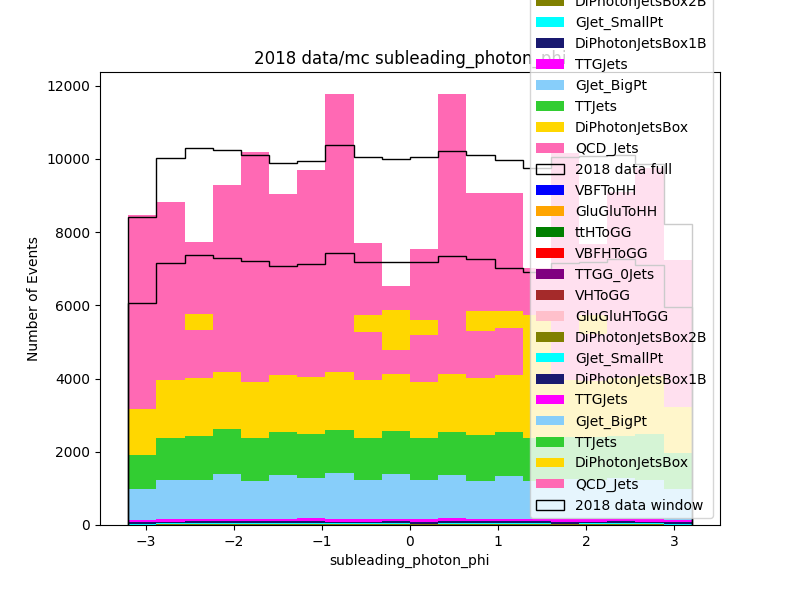 DiPhotonJetsBox2B
GJet_SmallPt
DiPhotonJetsBox1B
2018 data/mc subleading_photon_phi
TTGJets
GJet_BigPt
TTJets
DiPhotonJetsBox
QCD_Jets
2018 data full
VBFToHH
GluGluToHH
ttHToGG
VBFHToGG
TTGG_0Jets
VHToGG
GluGluHToGG
DiPhotonJetsBox2B
GJet_SmallPt
DiPhotonJetsBox1B
TTGJets
GJet_BigPt
TTJets
DiPhotonJetsBox
QCD_Jets
2018 data window
12000
10000
8000
6000
4000
2000
0
Number of Events
−3
−2
−1
0
1
2
3
subleading_photon_phi